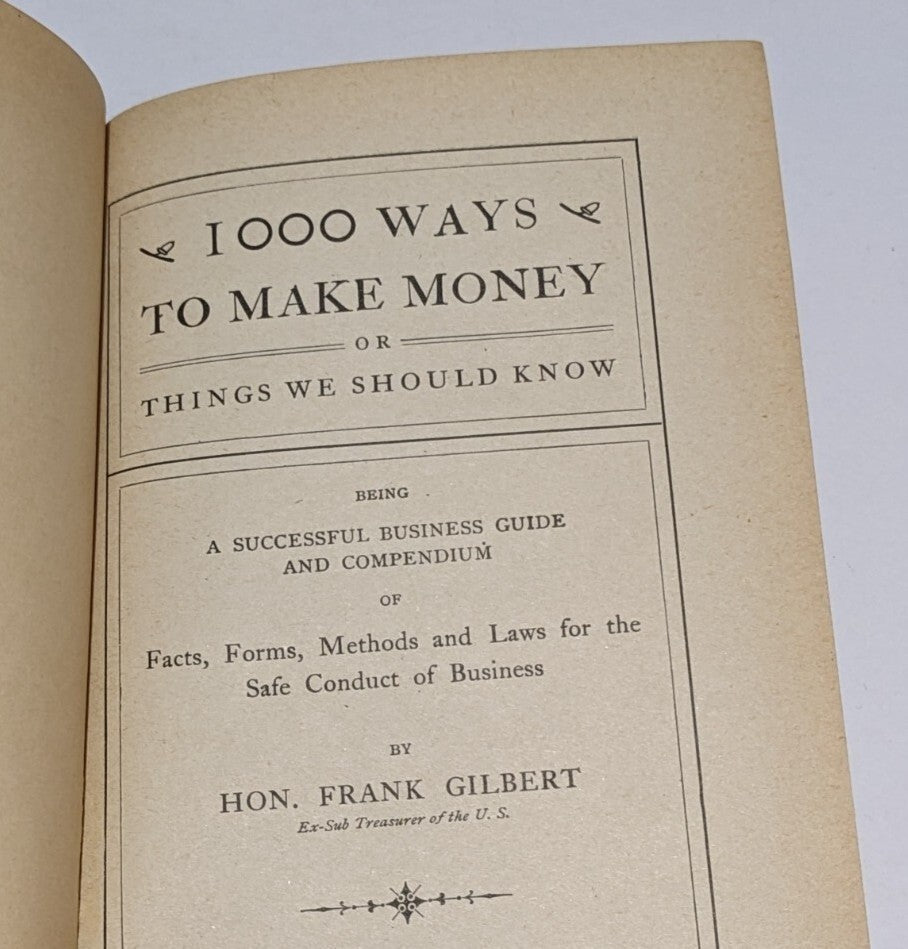 1000 WAYS
TO MAKE MONEY
OR
THINGS WE SHOULD KNOW
BEING
A SUCCESSFUL BUSINESS GUIDE
AND COMPENDIUM
OF
Facts, Forms, Methods and Laws for the
Safe Conduct of Business
BY
HON. FRANK GILBERT
Ex-Sub Treasurer of the U. S.